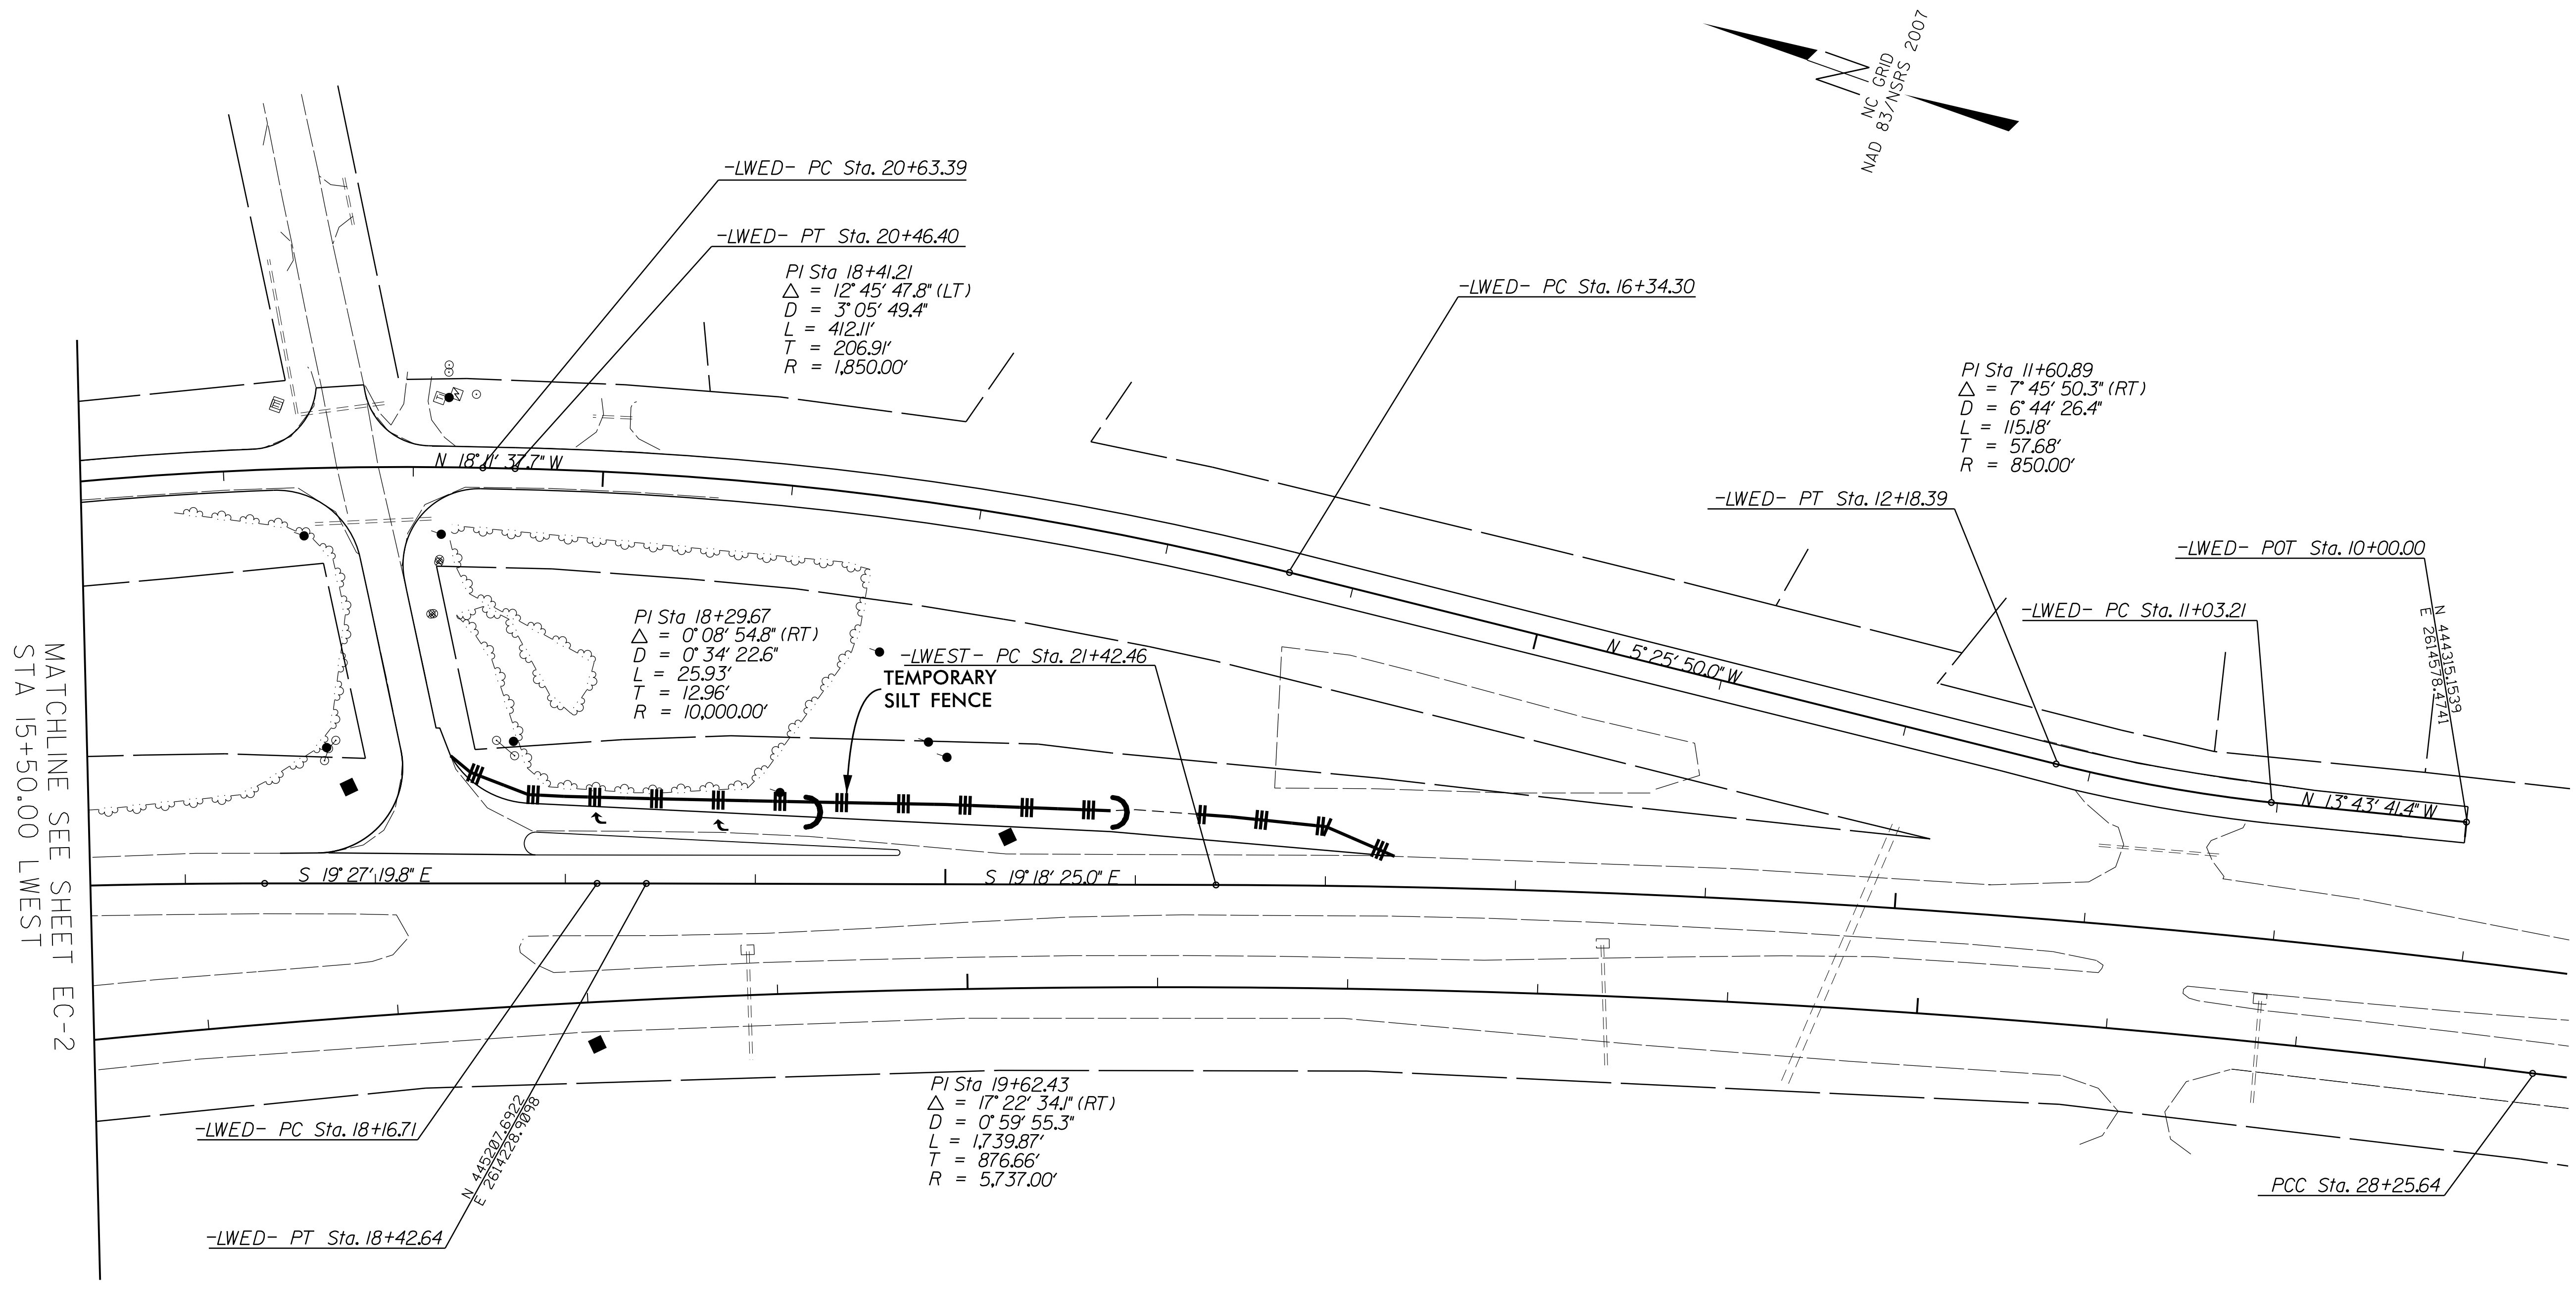 NC GRID
NAD 83/NSRS 2007
-LWED- PC Sta. 20+63.39
-LWED- PT Sta. 20+46.40
PI Sta 18+41.21
△ = 12° 45' 47.8" (LT)
D = 3° 05' 49.4"
L = 412.11'
T = 206.91'
R = 1,850.00'
-LWED- PC Sta. 16+34.30
PI Sta 11+60.89
△ = 7° 45' 50.3" (RT)
D = 6° 44' 26.4"
L = 115.18'
T = 57.68'
R = 850.00'
N 18° 11' 37.7" W
-LWED- PT Sta. 12+18.39
-LWED- POT Sta. 10+00.00
-LWED- PC Sta. 11+03.21
N 444315.1539
E 2614578.4741
PI Sta 18+29.67
△ = 0° 08' 54.8" (RT)
D = 0° 34' 22.6"
L = 25.93'
T = 12.96'
R = 10,000.00'
-LWEST- PC Sta. 21+42.46
TEMPORARY
SILT FENCE
N 5° 25' 50.0" W
N 13° 43' 41.4" W
MATCHLINE SEE SHEET EC-2
STA 15+50.00 LWEST
S 19° 27' 19.8" E
S 19° 18' 25.0" E
PI Sta 19+62.43
△ = 17° 22' 34.1" (RT)
D = 0° 59' 55.3"
L = 1,739.87'
T = 876.66'
R = 5,737.00'
-LWED- PC Sta. 18+16.71
N 445207.6922
E 2614228.9098
-LWED- PT Sta. 18+42.64
PCC Sta. 28+25.64